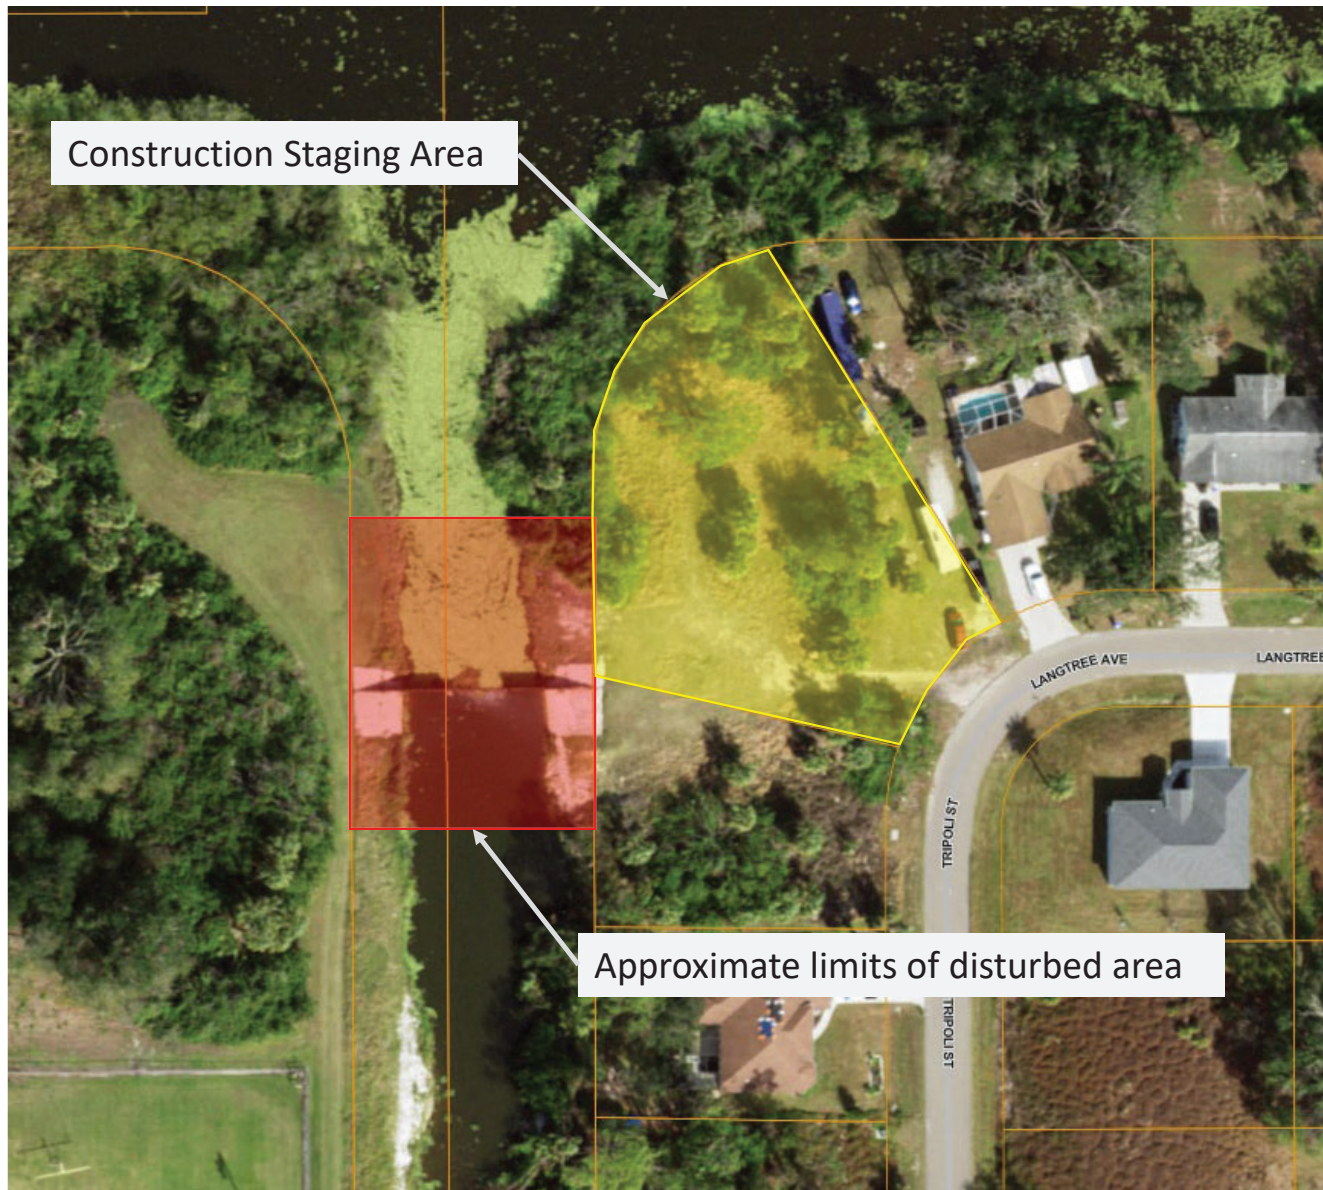 Construction Staging Area
LANGTREE AVE
LANGTREE
TRIPOLI ST
Approximate limits of disturbed area
TRIPOLI ST